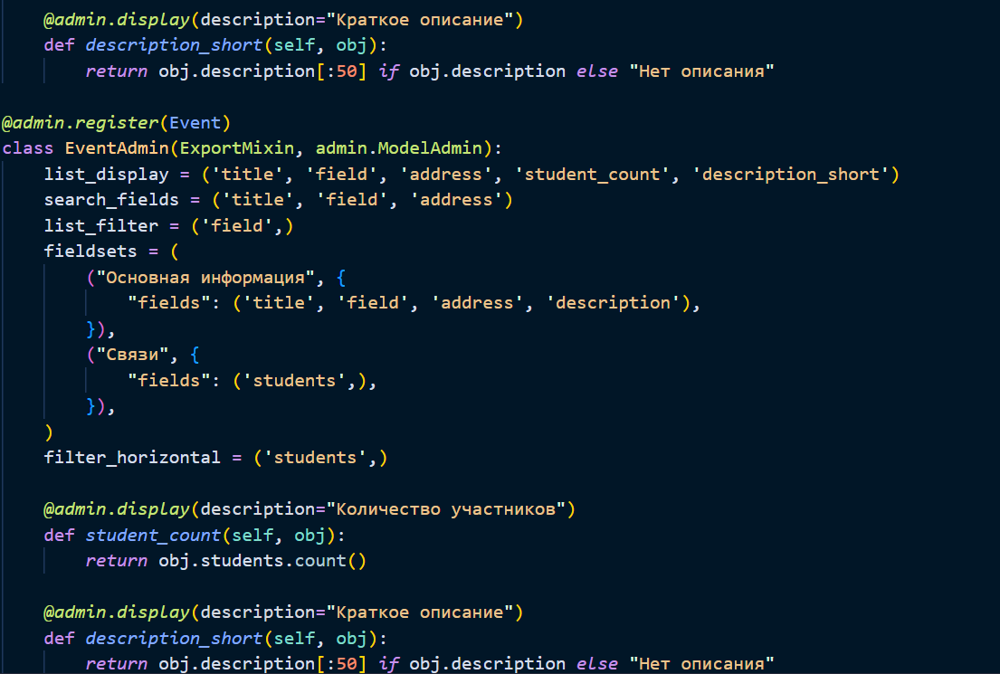 @admin.display(description="Краткое описание")
def description_short(self, obj):
return obj.description[:50] if obj.description else "Нет описания"
@admin.register(Event)
class EventAdmin(ExportMixin, admin.ModelAdmin):
list_display = ('title', 'field', 'address', 'student_count', 'description_short')
search_fields = ('title', 'field', 'address')
list_filter = ('field',)
fieldsets = (
("Основная информация", {
"fields": ('title', 'field', 'address', 'description'),
}),
("Связи", {
"fields": ('students',),
}),
)
filter_horizontal = ('students',)
@admin.display(description="Количество участников")
def student_count(self, obj):
return obj.students.count()
@admin.display(description="Краткое описание")
def description_short(self, obj):
return obj.description[:50] if obj.description else "Нет описания"